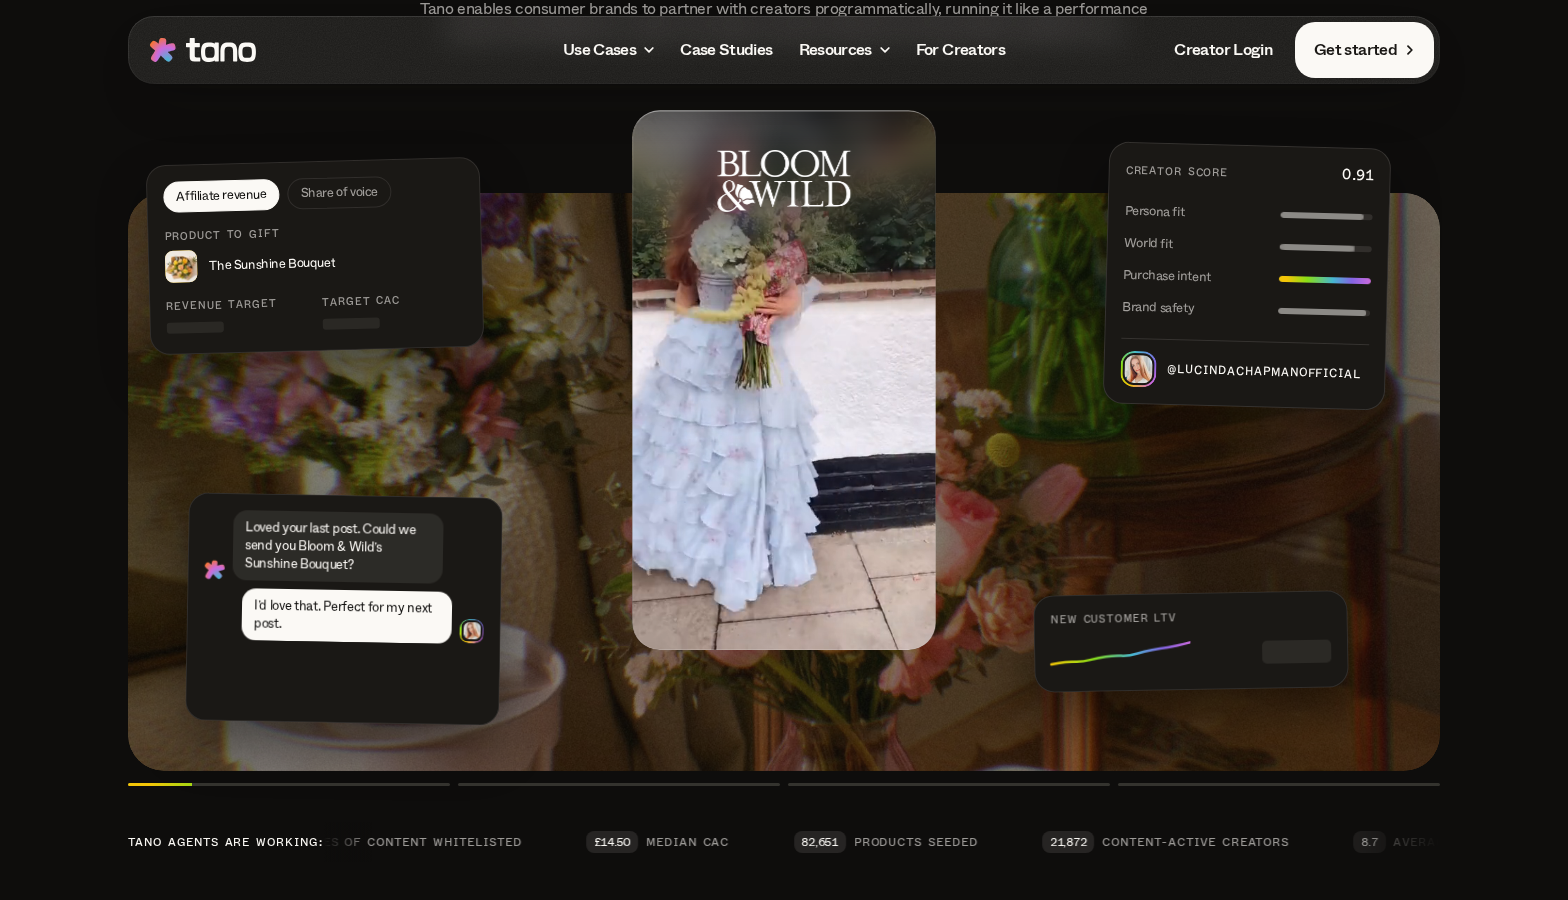 Tano enables consumer brands to partner with creators programmatically, running it like a performance
tano
Use Cases
Case Studies
Resources
For Creators
Creator Login
Get started
Affiliate revenue
Share of voice
PRODUCT TO GIFT
The Sunshine Bouquet
REVENUE TARGET
TARGET CAC
BLOOM
&WILD
CREATOR SCORE
0.91
Persona fit
World fit
Purchase intent
Brand safety
@LUCINDACHAPMANOFFICIAL
Loved your last post. Could we
send you Bloom & Wild's
Sunshine Bouquet?
I'd love that. Perfect for my next
post.
NEW CUSTOMER LTV
TANO AGENTS ARE WORKING:
OF CONTENT WHITELISTED
£14.50 MEDIAN CAC
82,651 PRODUCTS SEEDED
21,872 CONTENT-ACTIVE CREATORS
8.7